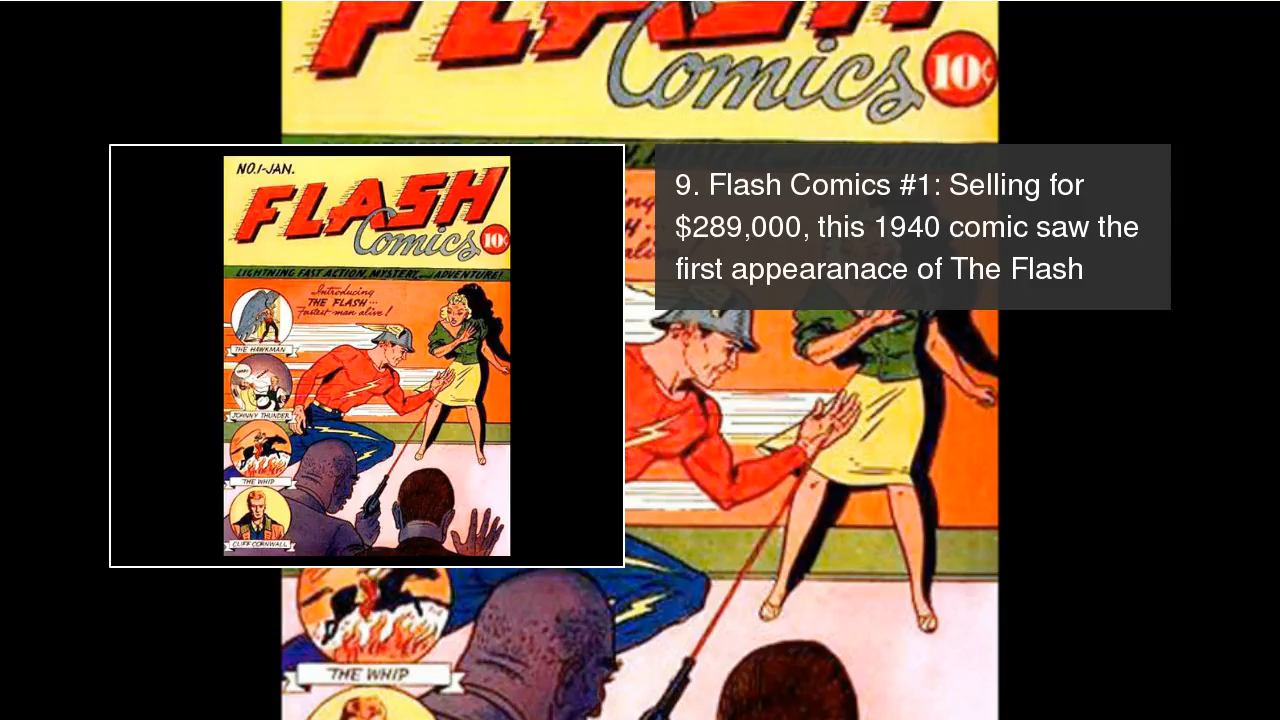 FLASH
Comics
10¢
NO.1-JAN.
FLASH
Comics
10¢
LIGHTNING FAST ACTION, MYSTERY and ADVENTURE!
Introducing
THE FLASH...
Fastest man alive!
THE HAWKMAN
JOHNNY THUNDER
THE WHIP
CLIFF CORNWALL
9. Flash Comics #1: Selling for
$289,000, this 1940 comic saw the
first appearanace of The Flash
THE WHIP